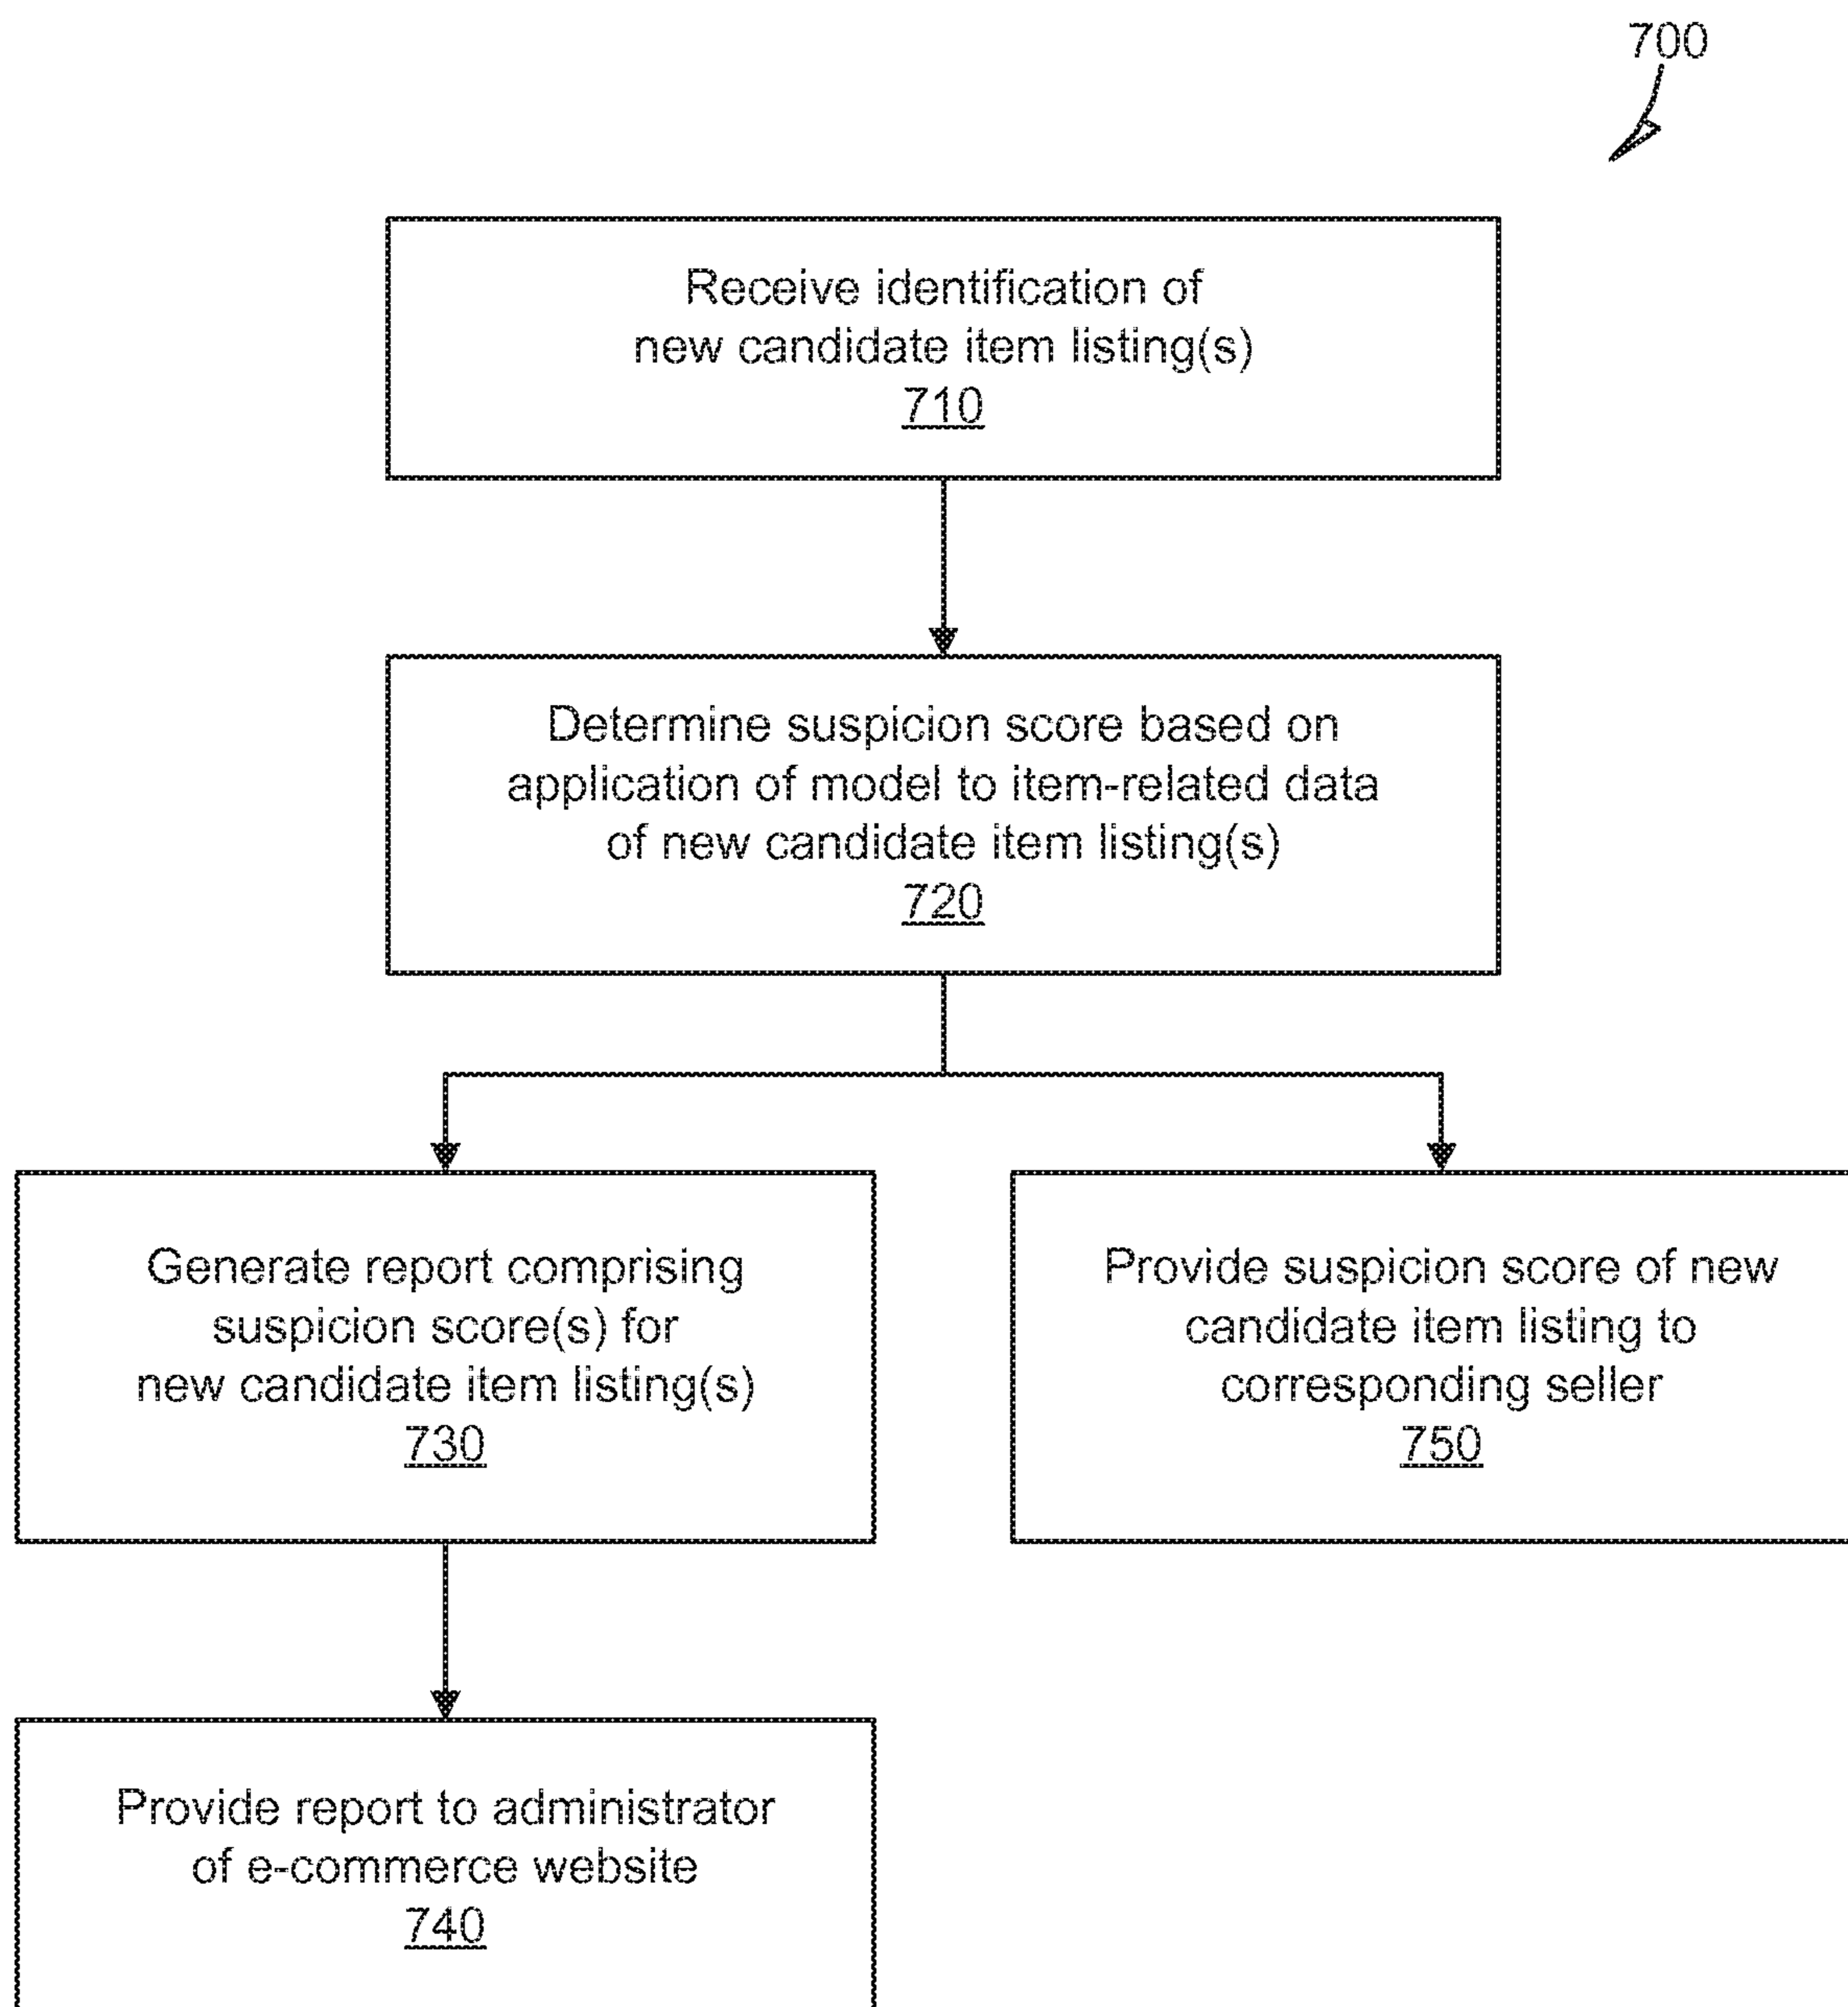 700
Receive identification of
new candidate item listing(s)
710
Determine suspicion score based on
application of model to item-related data
of new candidate item listing(s)
720
Generate report comprising
suspicion score(s) for
new candidate item listing(s)
730
Provide suspicion score of new
candidate item listing to
corresponding seller
750
Provide report to administrator
of e-commerce website
740